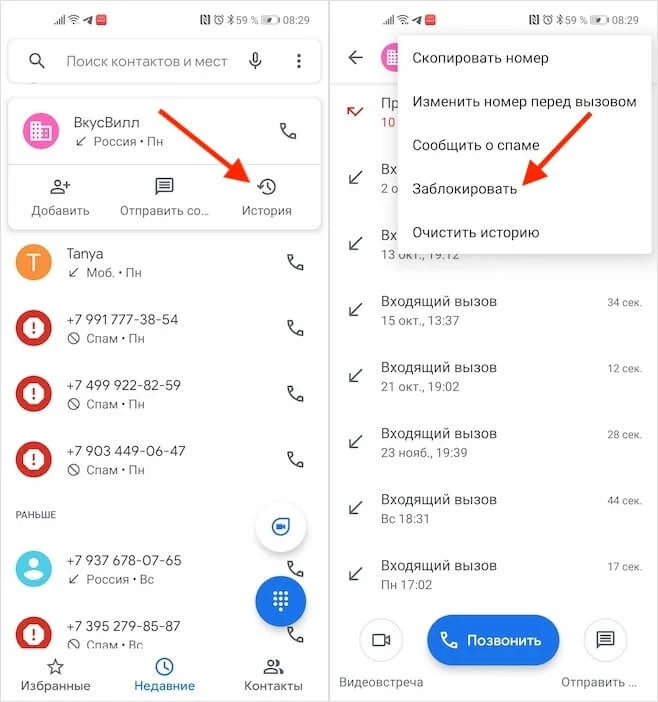 59 % 08:29
Поиск контактов и мест
ВкусВилл
Россия • Пн
Добавить
Отправить со...
История
Tanya
Моб. • Пн
+7 991 777-38-54
Спам • Пн
+7 499 922-82-59
Спам • Пн
+7 903 449-06-47
Спам • Пн
РАНЬШЕ
+7 937 678-07-65
Россия • Вс
+7 395 279-85-87
Спам • Вс
Избранные
Недавние
Контакты
59 % 08:29
Скопировать номер
Изменить номер перед вызовом
Сообщить о спаме
Заблокировать
Очистить историю
Пр
10
Вх
2 о
Вх
13 окт., 19:12
Входящий вызов 34 сек.
15 окт., 13:37
Входящий вызов 12 сек.
21 окт., 19:02
Входящий вызов 28 сек.
23 нояб., 19:39
Входящий вызов 44 сек.
Вс 18:31
Входящий вызов 17 сек.
Пн 17:02
Позвонить
Видеовстреча
Отправить ...